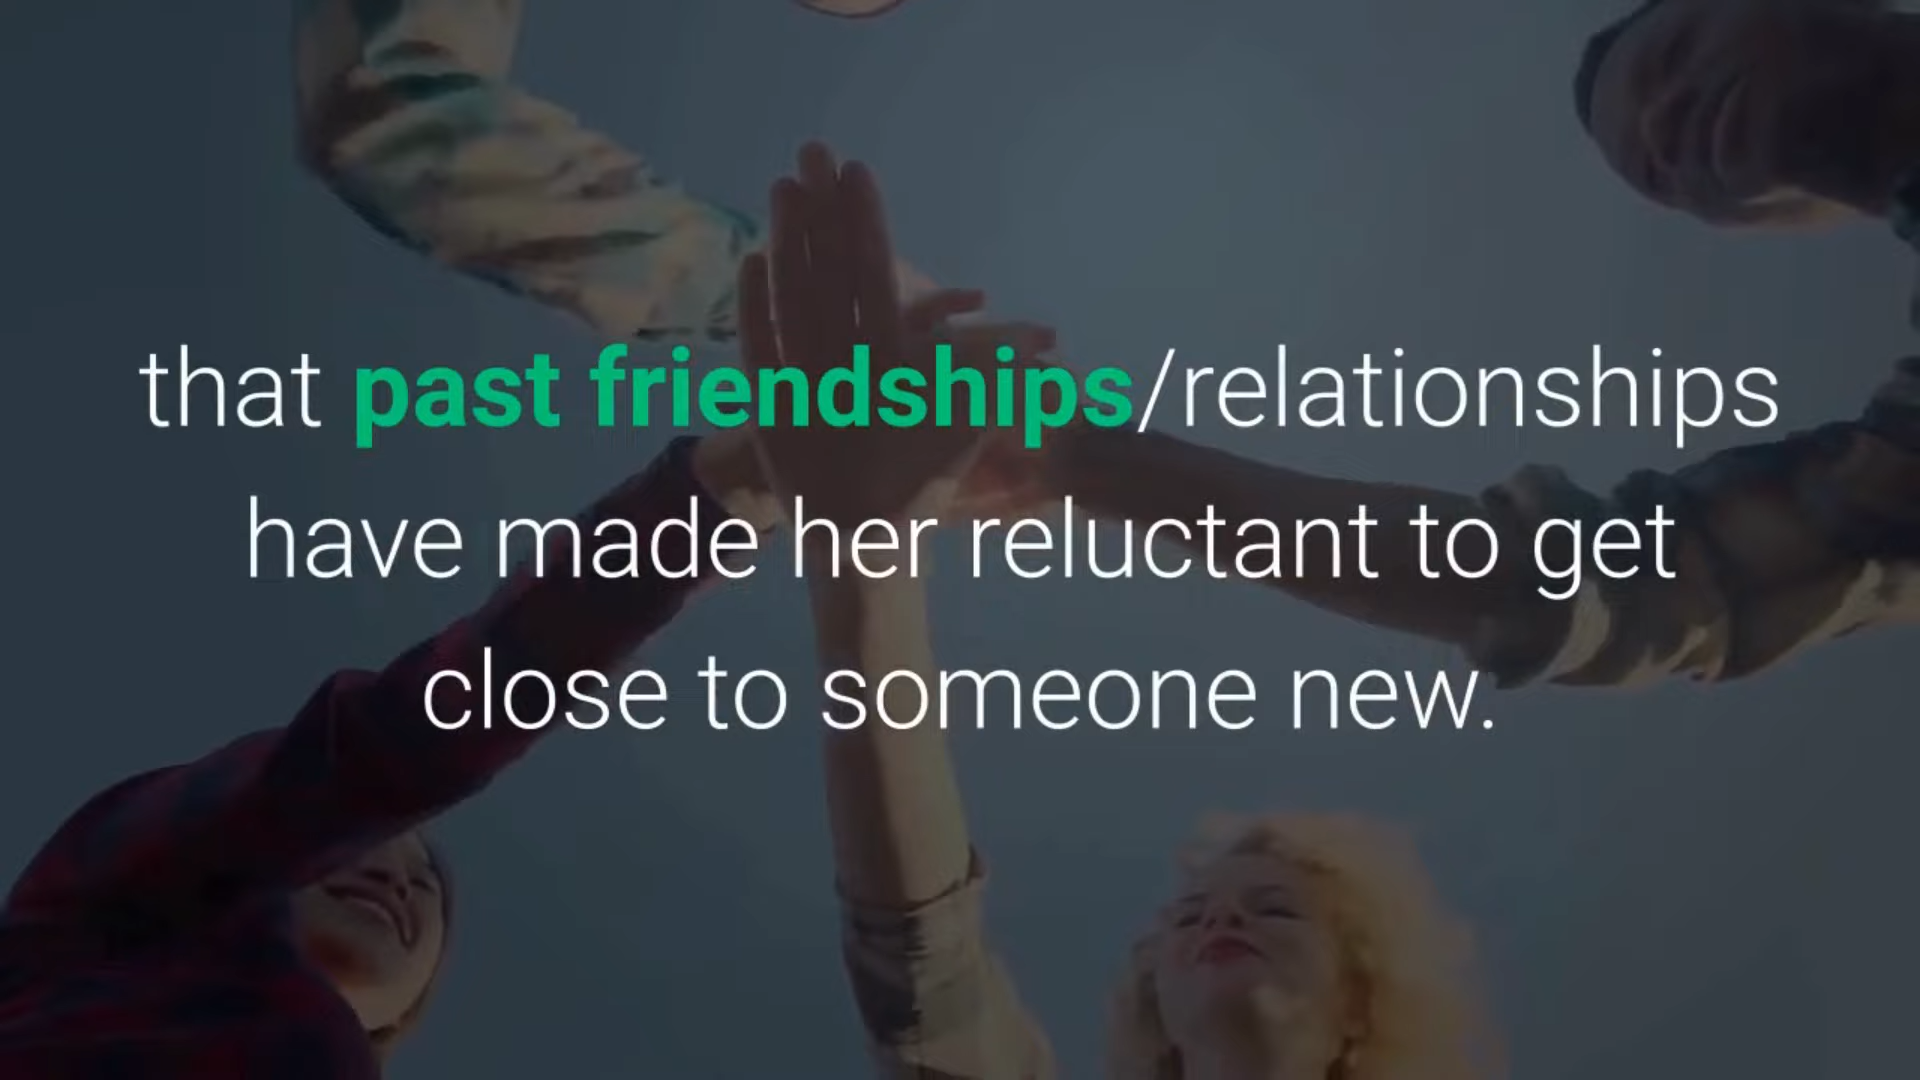 that past friendships/relationships
have made her reluctant to get
close to someone new.